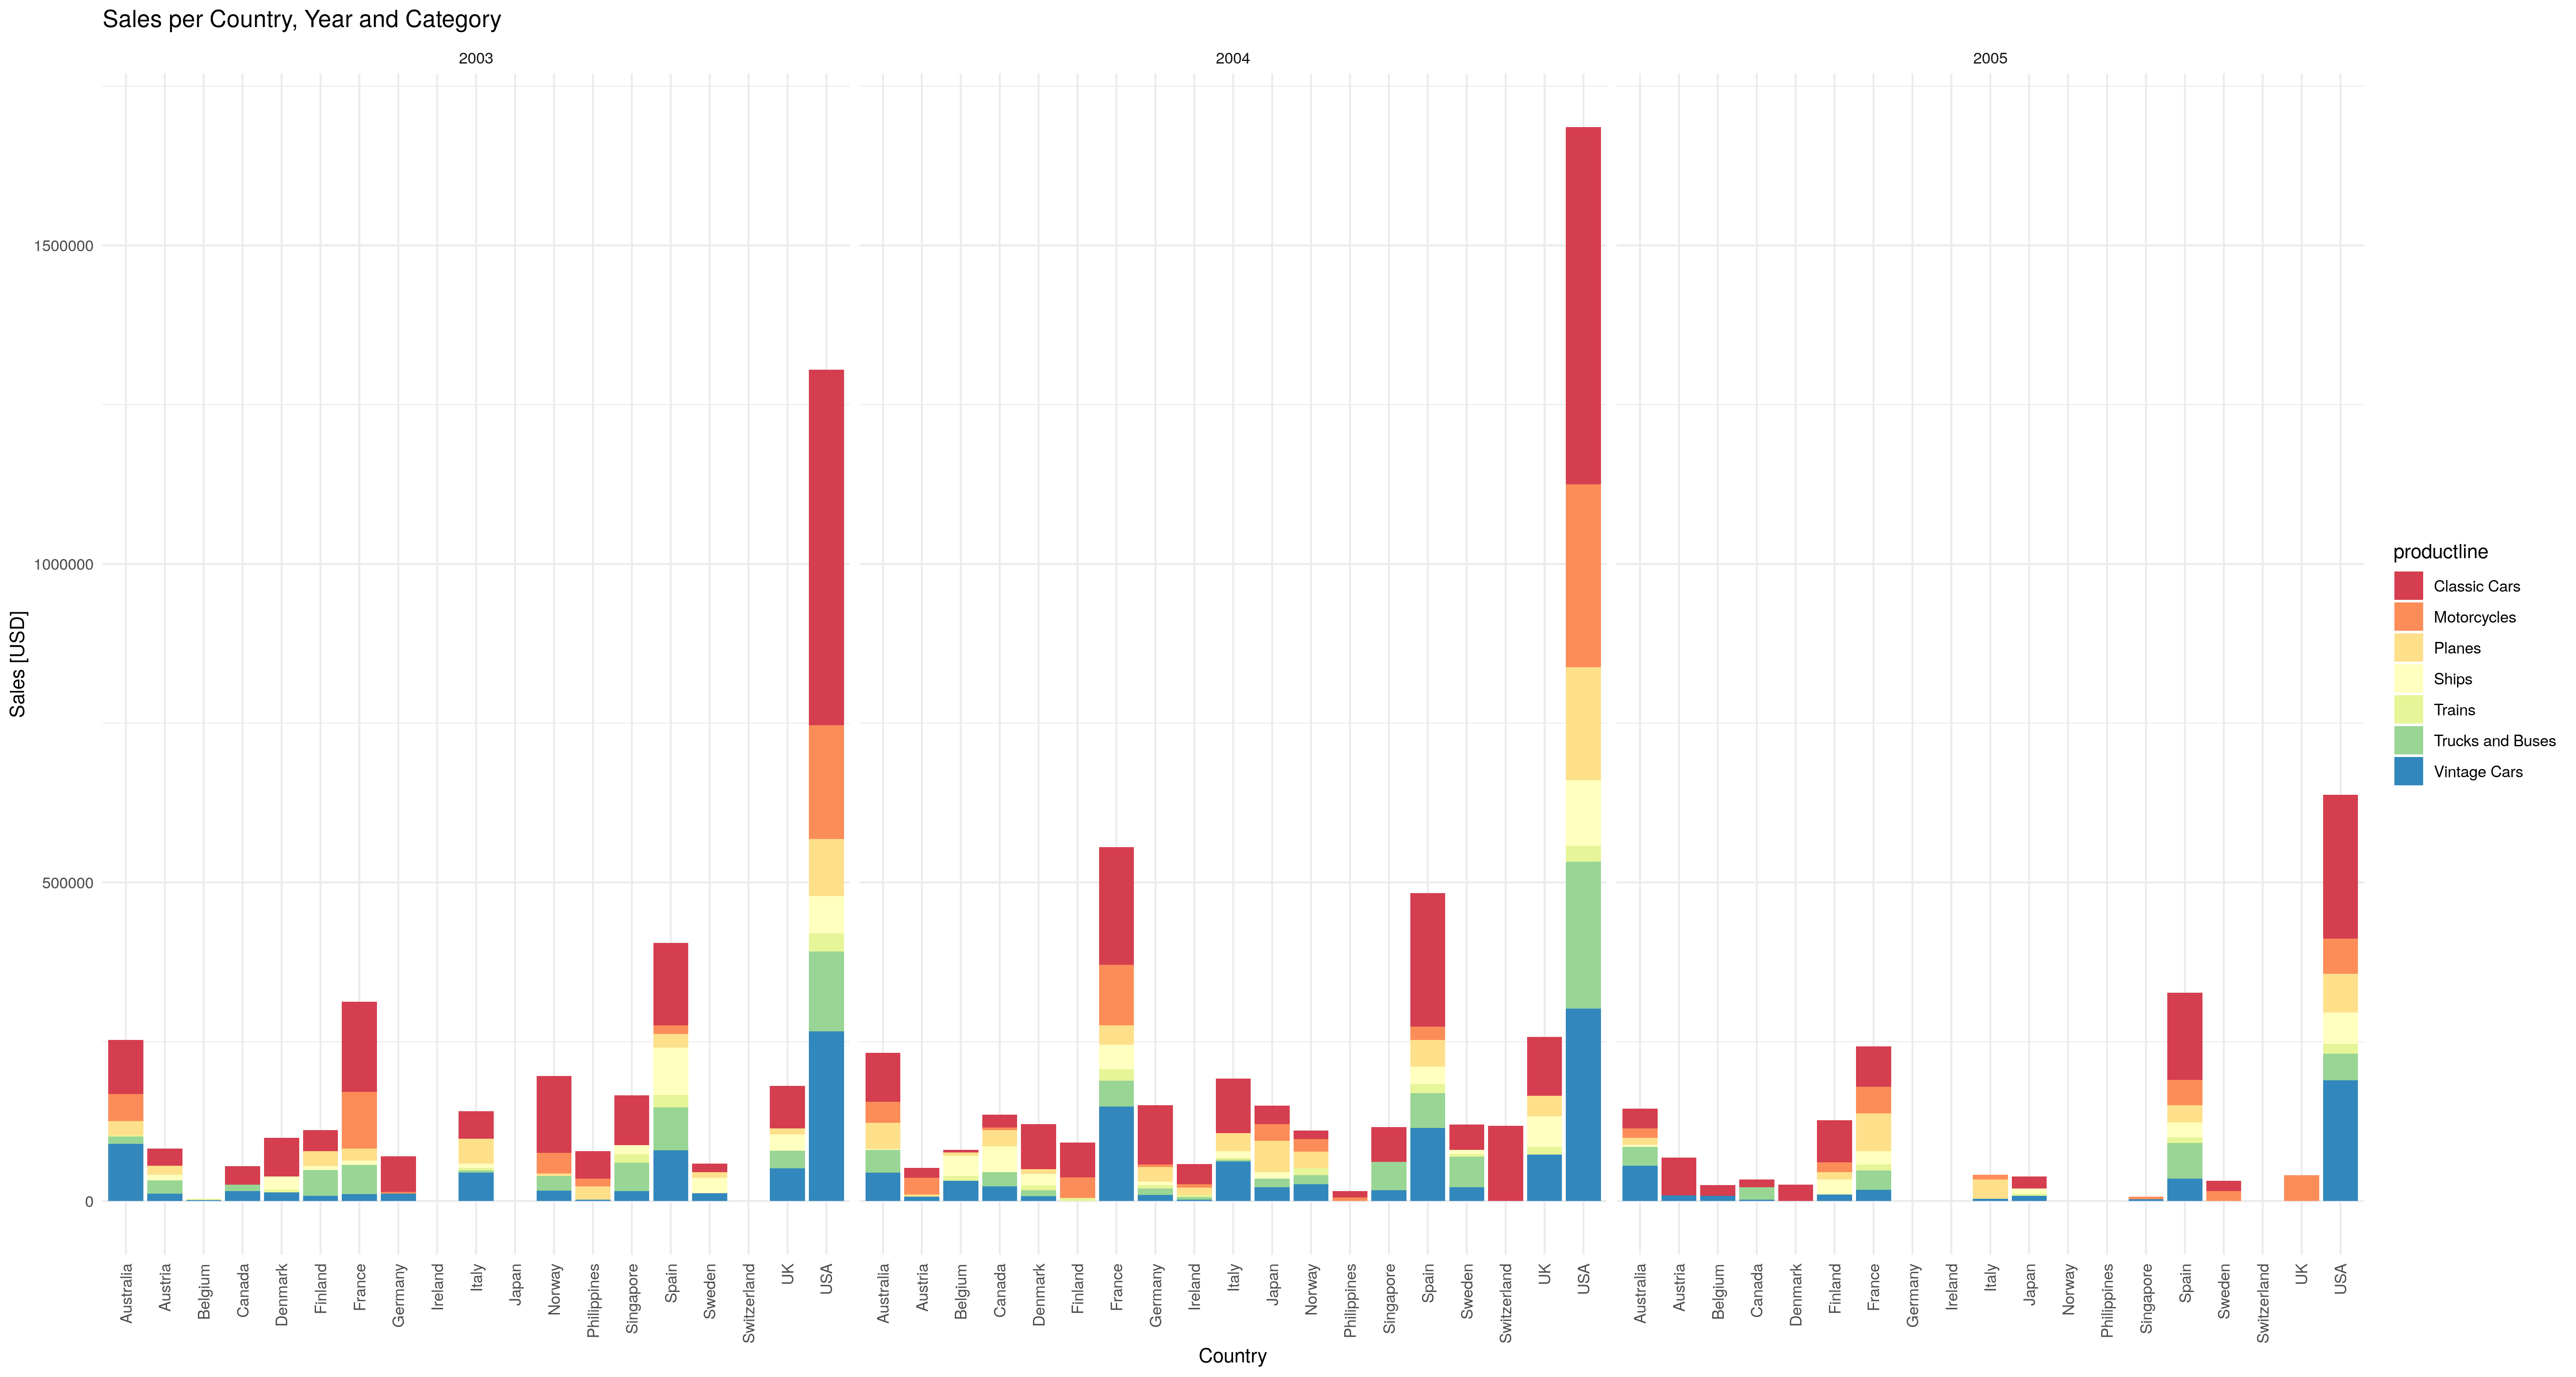 Sales per Country, Year and Category
2003
2004
2005
1500000
1000000
500000
0
Sales [USD]
Australia
Austria
Belgium
Canada
Denmark
Finland
France
Germany
Ireland
Italy
Japan
Norway
Philippines
Singapore
Spain
Sweden
Switzerland
UK
USA
Australia
Austria
Belgium
Canada
Denmark
Finland
France
Germany
Ireland
Italy
Japan
Norway
Philippines
Singapore
Spain
Sweden
Switzerland
UK
USA
Australia
Austria
Belgium
Canada
Denmark
Finland
France
Germany
Ireland
Italy
Japan
Norway
Philippines
Singapore
Spain
Sweden
Switzerland
UK
USA
Country
productline
Classic Cars
Motorcycles
Planes
Ships
Trains
Trucks and Buses
Vintage Cars